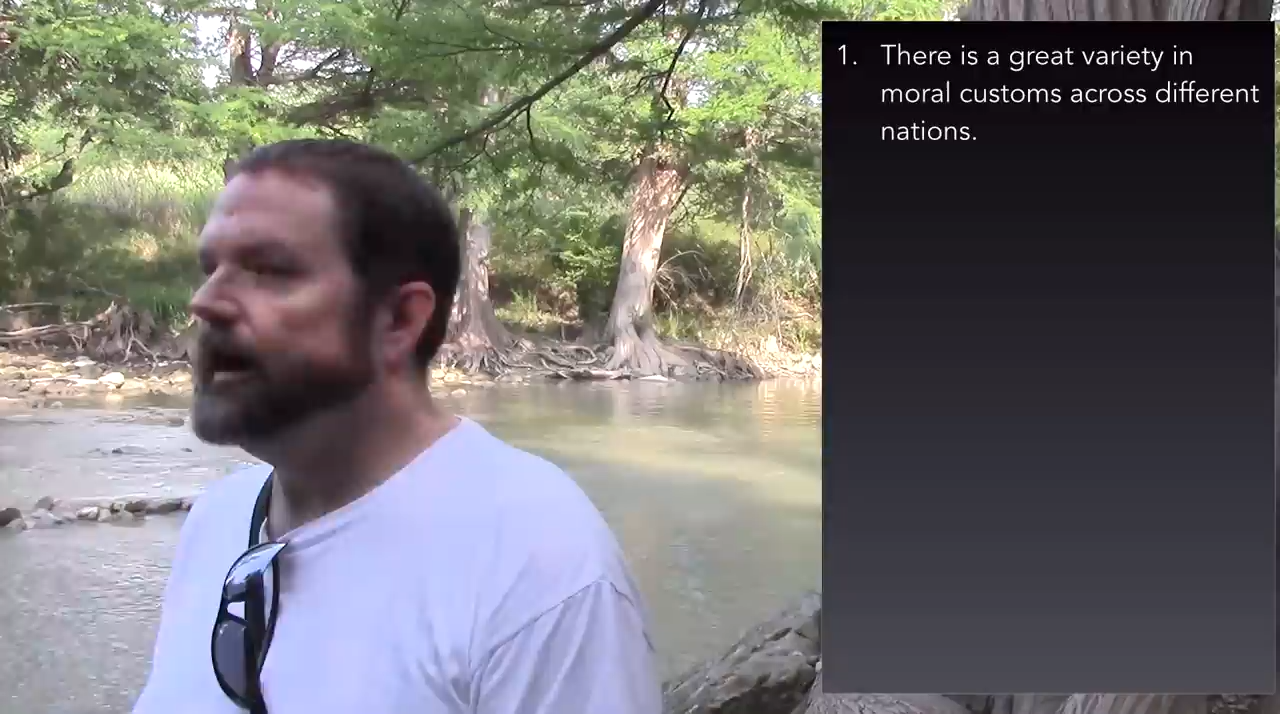 1. There is a great variety in
moral customs across different
nations.